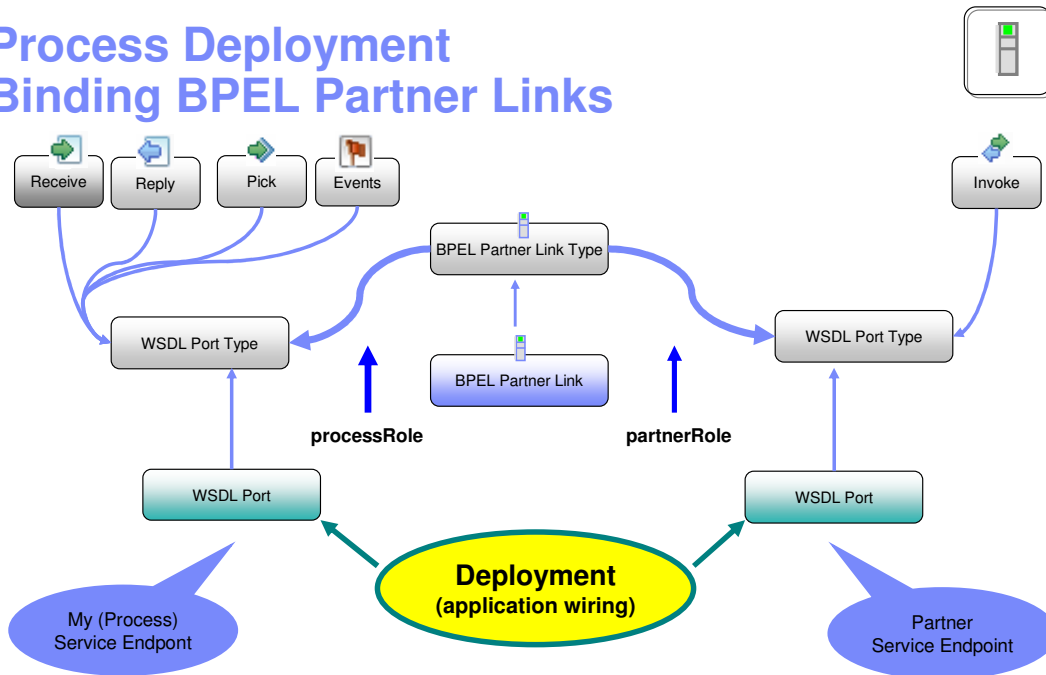 Process Deployment
Binding BPEL Partner Links
Receive
Reply
Pick
Events
Invoke
BPEL Partner Link Type
WSDL Port Type
WSDL Port Type
BPEL Partner Link
processRole
partnerRole
WSDL Port
WSDL Port
Deployment
(application wiring)
My (Process)
Service Endpont
Partner
Service Endpoint